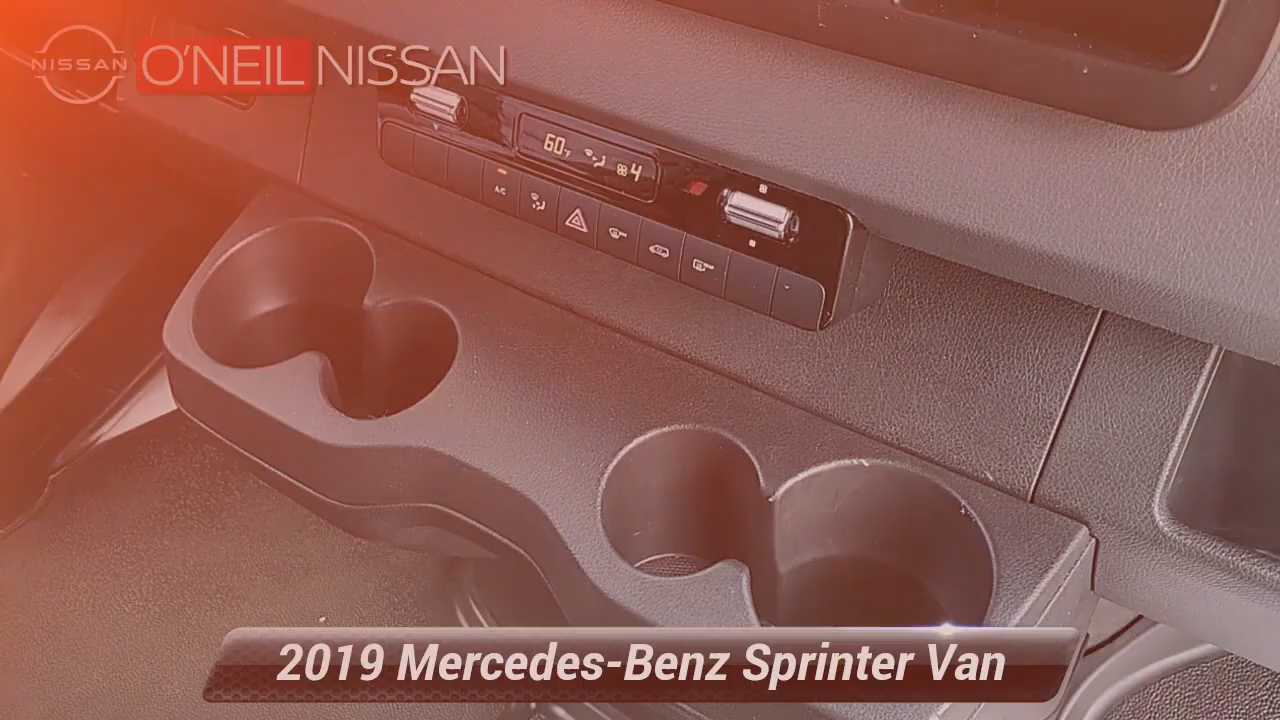 NISSAN O'NEIL NISSAN
60°F 4
A/C
2019 Mercedes-Benz Sprinter Van